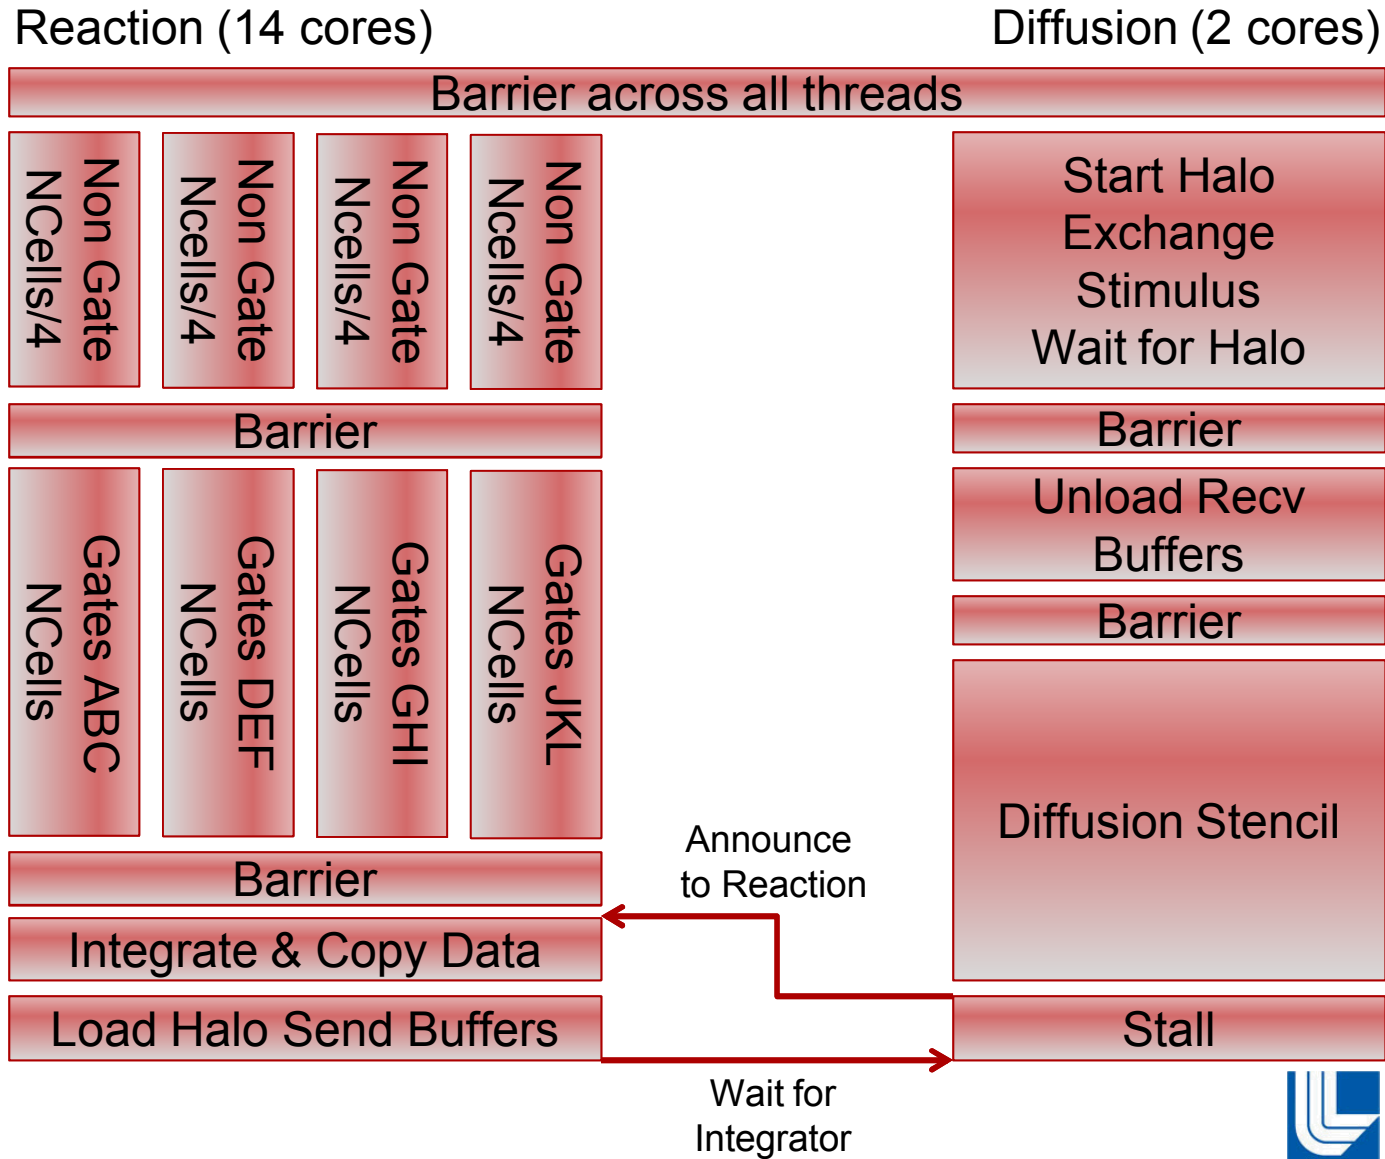 Reaction (14 cores)
Diffusion (2 cores)
Barrier across all threads
Non Gate
NCells/4
Non Gate
Ncells/4
Non Gate
Ncells/4
Non Gate
NCells/4
Start Halo
Exchange
Stimulus
Wait for Halo
Barrier
Barrier
Unload Recv
Buffers
Barrier
Gates ABC
NCells
Gates DEF
NCells
Gates GHI
NCells
Gates JKL
NCells
Diffusion Stencil
Announce
to Reaction
Barrier
Integrate & Copy Data
Load Halo Send Buffers
Stall
Wait for
Integrator